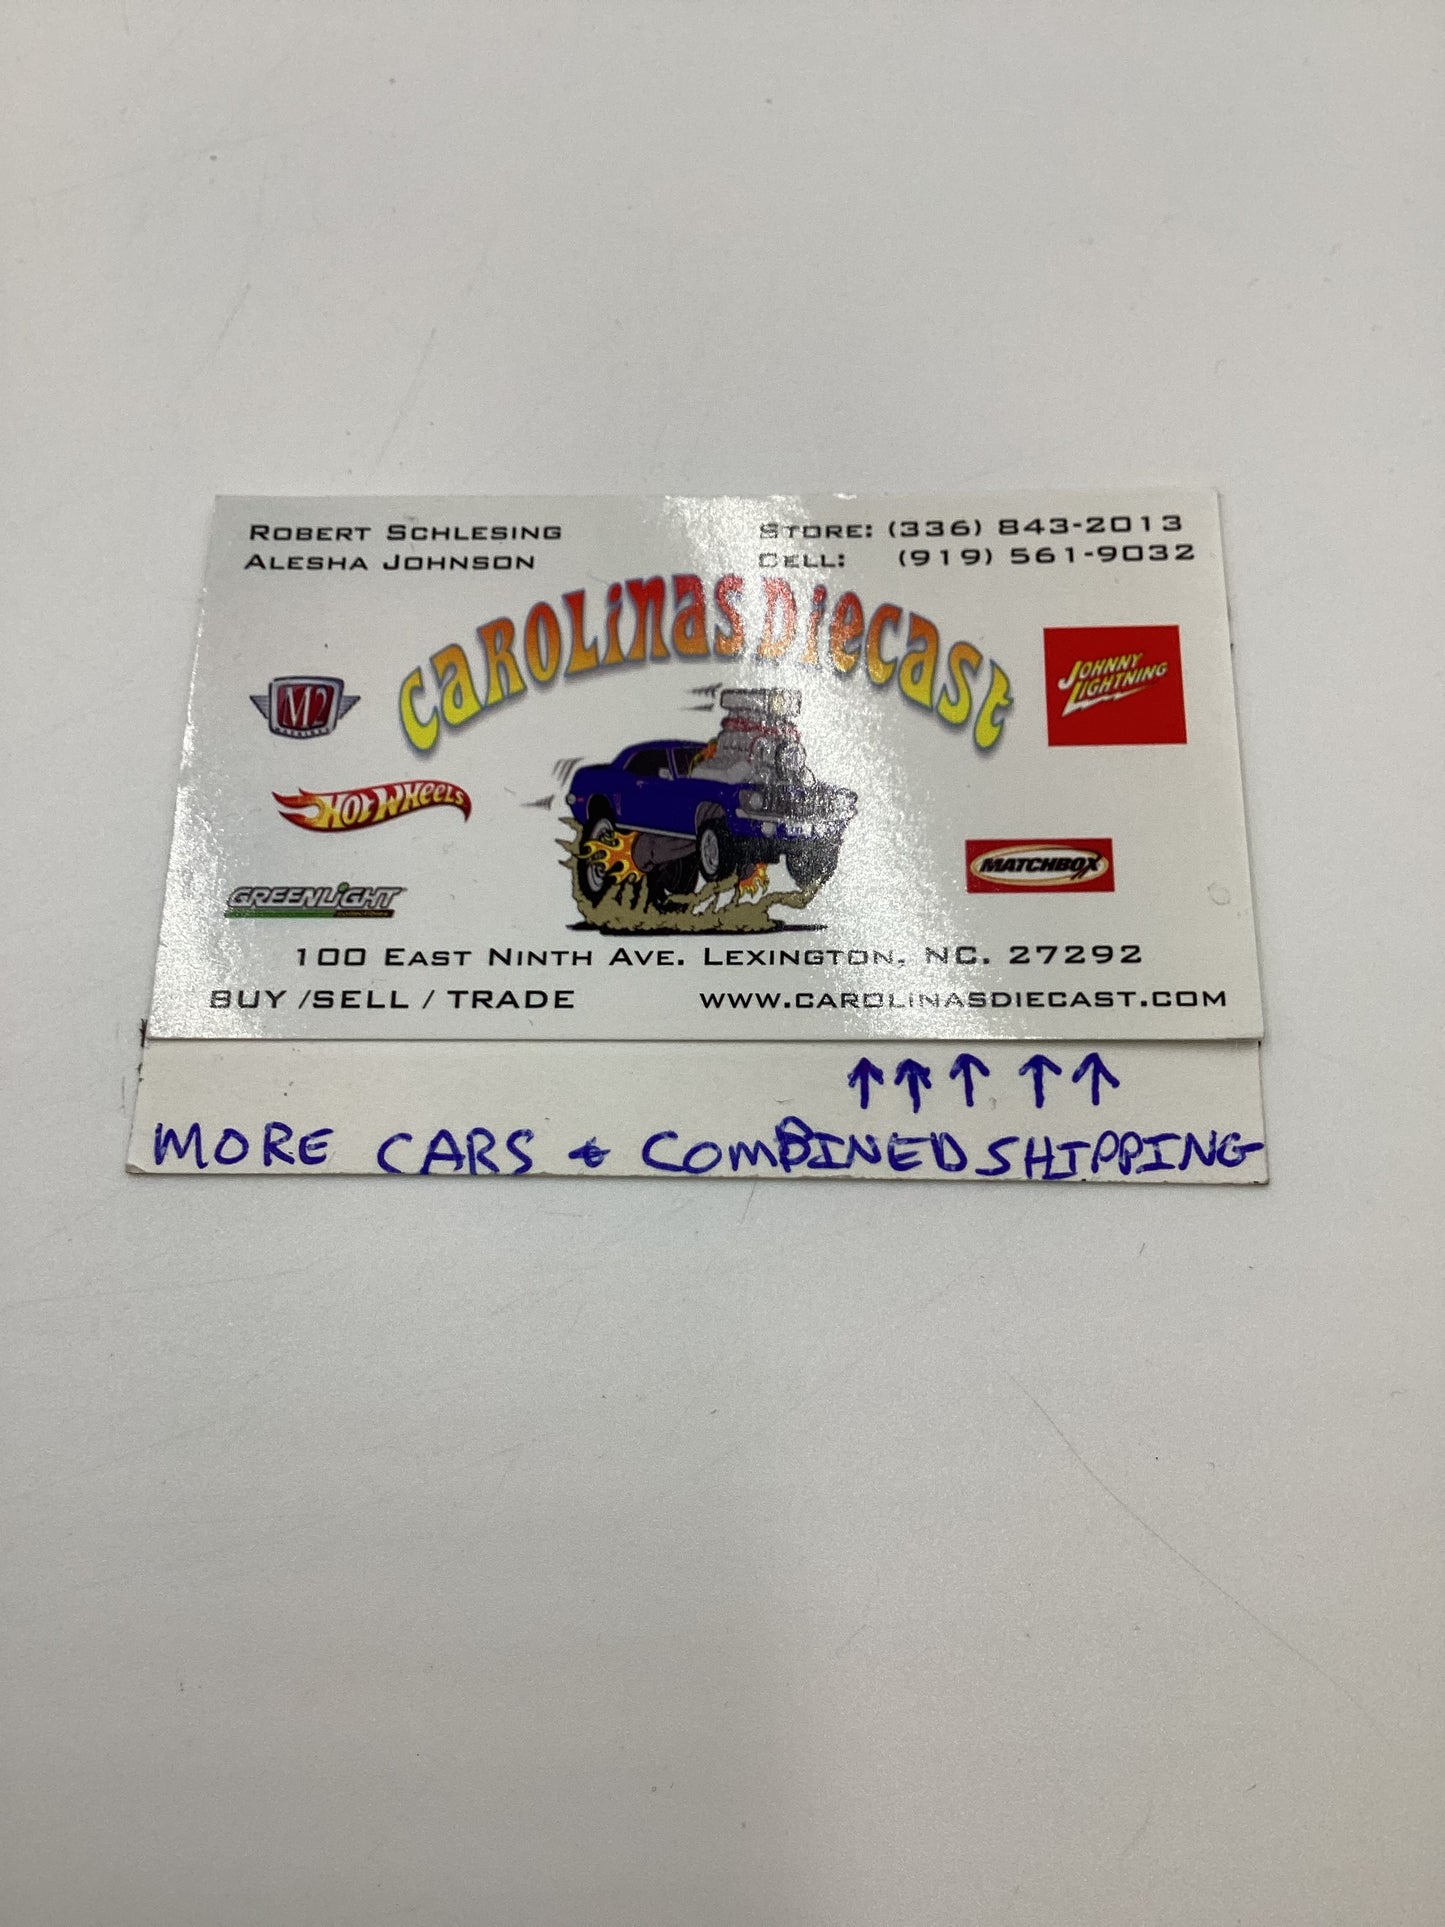 ROBERT SCHLESING
ALESHA JOHNSON
STORE: (336) 843-2013
CELL: (919) 561-9032
CAROLINAS DIECAST
M2
JOHNNY
LIGHTNING
HOT WHEELS
MATCHBOX
GREENLIGHT
100 EAST NINTH AVE. LEXINGTON, NC. 27292
BUY /SELL / TRADE
WWW.CAROLINASDIECAST.COM
↑↑↑↑↑
MORE CARS & COMBINED SHIPPING